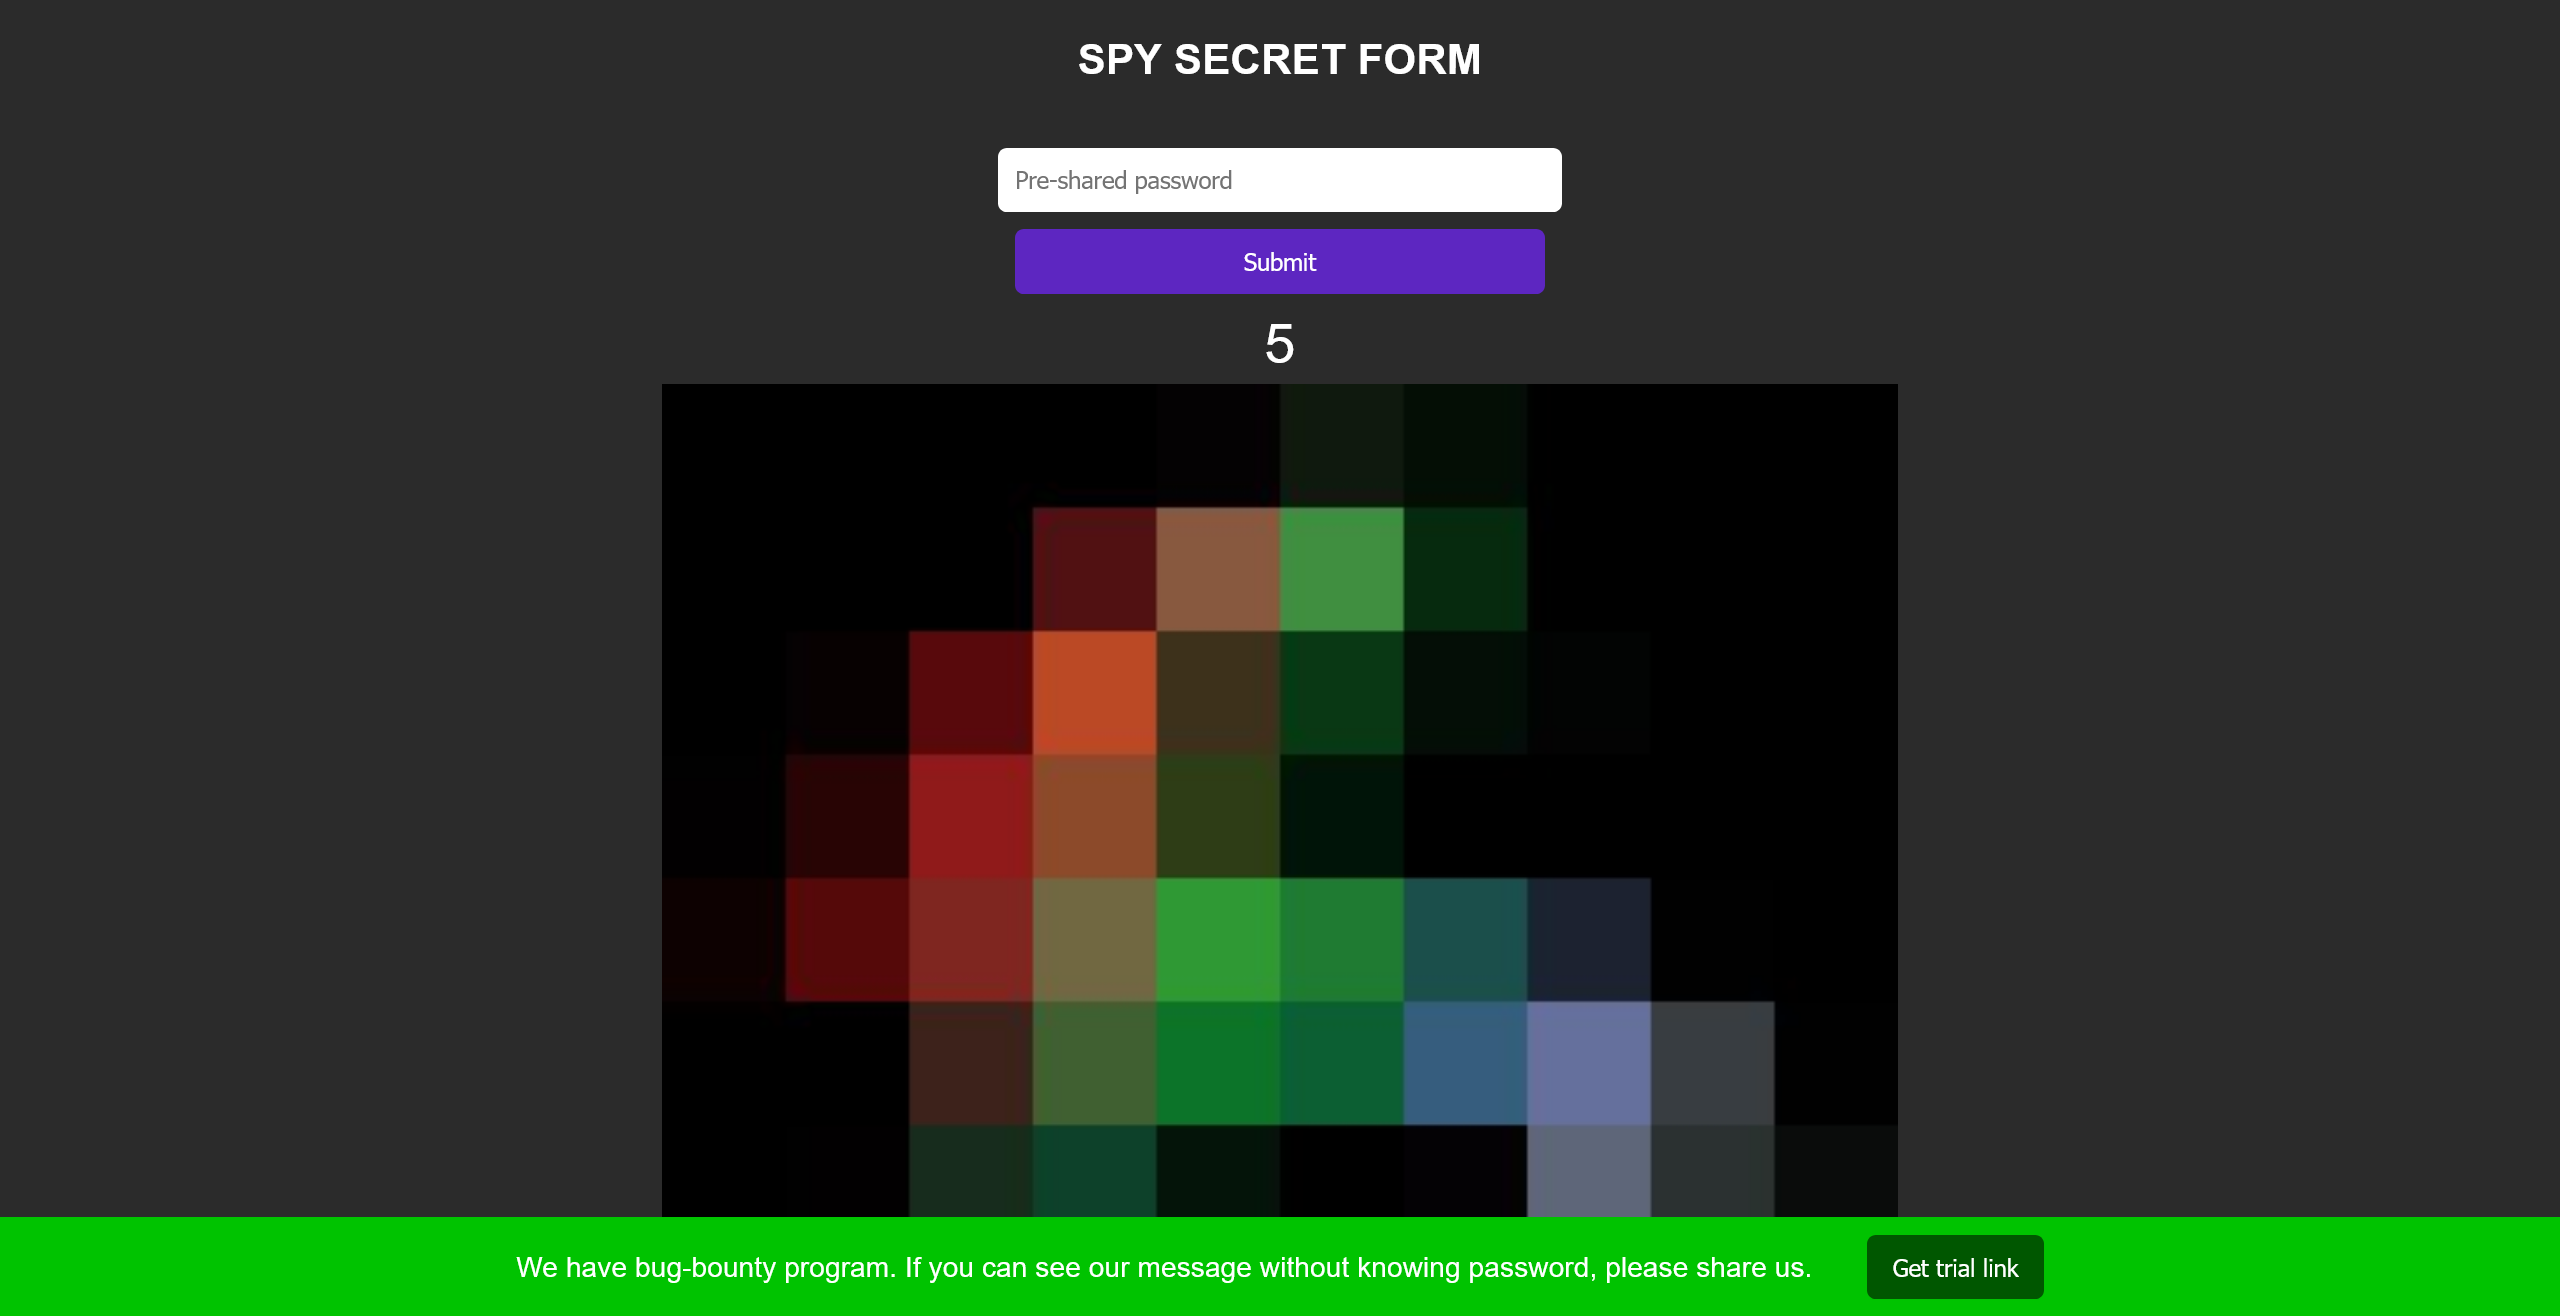 SPY SECRET FORM
Pre-shared password
Submit
5
We have bug-bounty program. If you can see our message without knowing password, please share us.
Get trial link